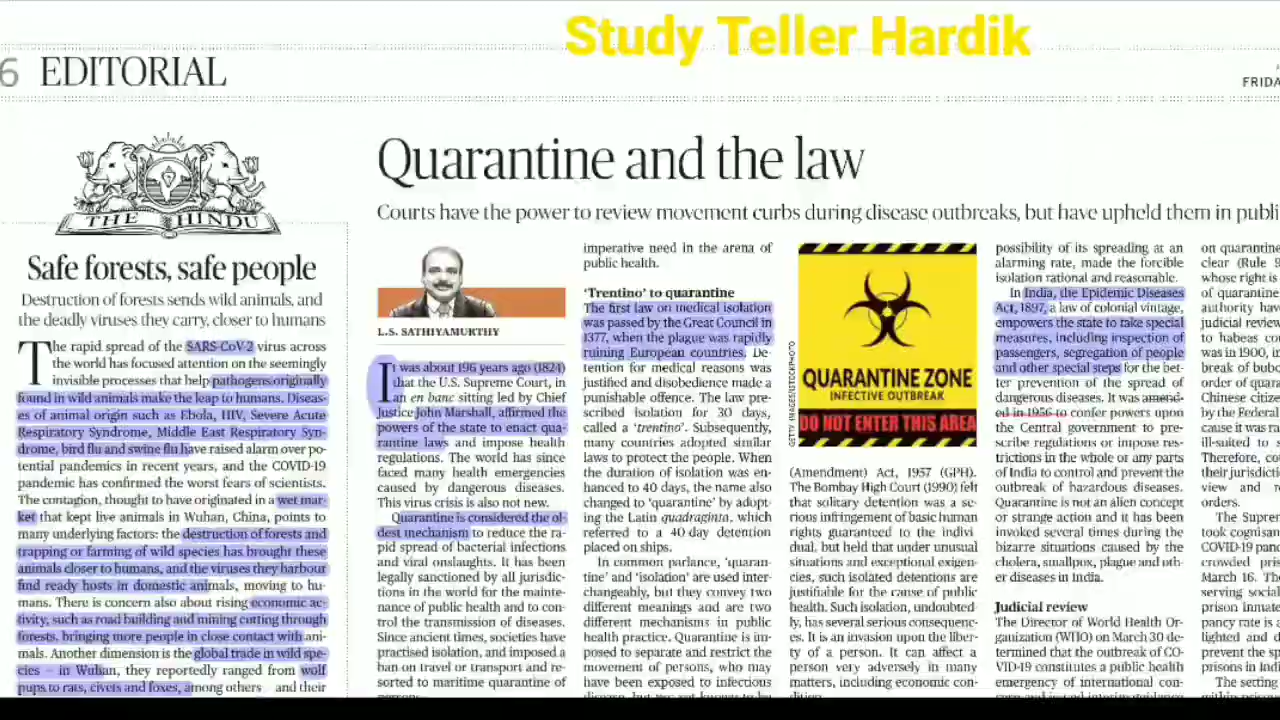 Study Teller Hardik
6 EDITORIAL
FRIDA
THE HINDU
Safe forests, safe people
Destruction of forests sends wild animals, and
the deadly viruses they carry, closer to humans
The rapid spread of the SARS-CoV-2 virus across
the world has focused attention on the seemingly
invisible processes that help pathogens originally
found in wild animals make the leap to humans. Diseas-
es of animal origin such as Ebola, HIV, Severe Acute
Respiratory Syndrome, Middle East Respiratory Syn-
drome, bird flu and swine flu have raised alarm over po-
tential pandemics in recent years, and the COVID-19
pandemic has confirmed the worst fears of scientists.
The contagion, thought to have originated in a wet mar-
ket that kept live animals in Wuhan, China, points to
many underlying factors: the destruction of forests and
trapping or farming of wild species has brought these
animals closer to humans, and the viruses they harbour
find ready hosts in domestic animals, moving to hu-
mans. There is concern also about rising economic ac-
tivity, such as road building and mining cutting through
forests, bringing more people in close contact with ani-
mals. Another dimension is the global trade in wild spe-
cies – in Wuhan, they reportedly ranged from wolf
pups to rats, civets and foxes, among others and their
Quarantine and the law
Courts have the power to review movement curbs during disease outbreaks, but have upheld them in publi
L.S. SATHIYAMURTHY
It was about 196 years ago (1824)
that the U.S. Supreme Court, in
an en banc sitting led by Chief
Justice John Marshall, affirmed the
powers of the state to enact qua-
rantine laws and impose health
regulations. The world has since
faced many health emergencies
caused by dangerous diseases.
This virus crisis is also not new.
Quarantine is considered the ol-
dest mechanism to reduce the ra-
pid spread of bacterial infections
and viral onslaughts. It has been
legally sanctioned by all jurisdic-
tions in the world for the mainte-
nance of public health and to con-
trol the transmission of diseases.
Since ancient times, societies have
practised isolation, and imposed a
ban on travel or transport and re-
sorted to maritime quarantine of
persons.
imperative need in the arena of
public health.
'Trentino' to quarantine
The first law on medical isolation
was passed by the Great Council in
1377, when the plague was rapidly
ruining European countries. De-
tention for medical reasons was
justified and disobedience made a
punishable offence. The law pre-
scribed isolation for 30 days,
called a 'trentino'. Subsequently,
many countries adopted similar
laws to protect the people. When
the duration of isolation was en-
hanced to 40 days, the name also
changed to 'quarantine' by adopt-
ing the Latin quadraginta, which
referred to a 40 day detention
placed on ships.
In common parlance, 'quaran-
tine' and 'isolation' are used inter-
changeably, but they convey two
different meanings and are two
different mechanisms in public
health practice. Quarantine is im-
posed to separate and restrict the
movement of persons, who may
have been exposed to infectious
disease, but not yet known to be
GETTY IMAGES/ISTOCKPHOTO
QUARANTINE ZONE
INFECTIVE OUTBREAK
DO NOT ENTER THIS AREA
(Amendment) Act, 1957 (GPH).
The Bombay High Court (1990) felt
that solitary detention was a se-
rious infringement of basic human
rights guaranteed to the indivi-
dual, but held that under unusual
situations and exceptional exigen-
cies, such isolated detentions are
justifiable for the cause of public
health. Such isolation, undoubted-
ly, has several serious consequenc-
es. It is an invasion upon the liber-
ty of a person. It can affect a
person very adversely in many
matters, including economic con-
possibility of its spreading at an
alarming rate, made the forcible
isolation rational and reasonable.
In India, the Epidemic Diseases
Act, 1897, a law of colonial vintage,
empowers the state to take special
measures, including inspection of
passengers, segregation of people
and other special steps for the bet-
ter prevention of the spread of
dangerous diseases. It was amend-
ed in 1956 to confer powers upon
the Central government to pre-
scribe regulations or impose res-
trictions in the whole or any parts
of India to control and prevent the
outbreak of hazardous diseases.
Quarantine is not an alien concept
or strange action and it has been
invoked several times during the
bizarre situations caused by the
cholera, smallpox, plague and oth-
er diseases in India.
Judicial review
The Director of World Health Or-
ganization (WHO) on March 30 de-
termined that the outbreak of CO-
VID-19 constitutes a public health
emergency of international con-
on quarantine
clear (Rule 9
whose right is
of quarantine
authority have
judicial review
to habeas co
was in 1900, i
break of bubo
order of quar
Chinese citize
by the Federal
cause it was ra
ill-suited to s
Therefore, co
their jurisdict
view and re
orders.
The Suprem
took cognisan
COVID-19 pan
crowded pris
March 16. Th
serving social
prison inmate
pancy rate is a
lighted and d
prevent the sp
prisons in Ind
The setting